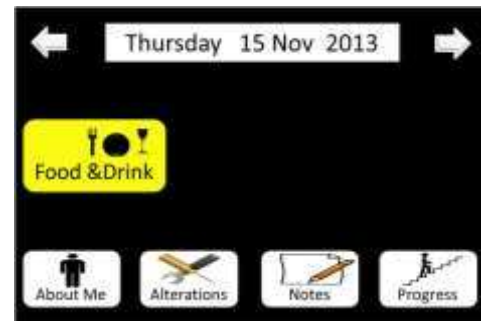 Thursday 15 Nov 2013
Food &Drink
About Me
Alterations
Notes
Progress